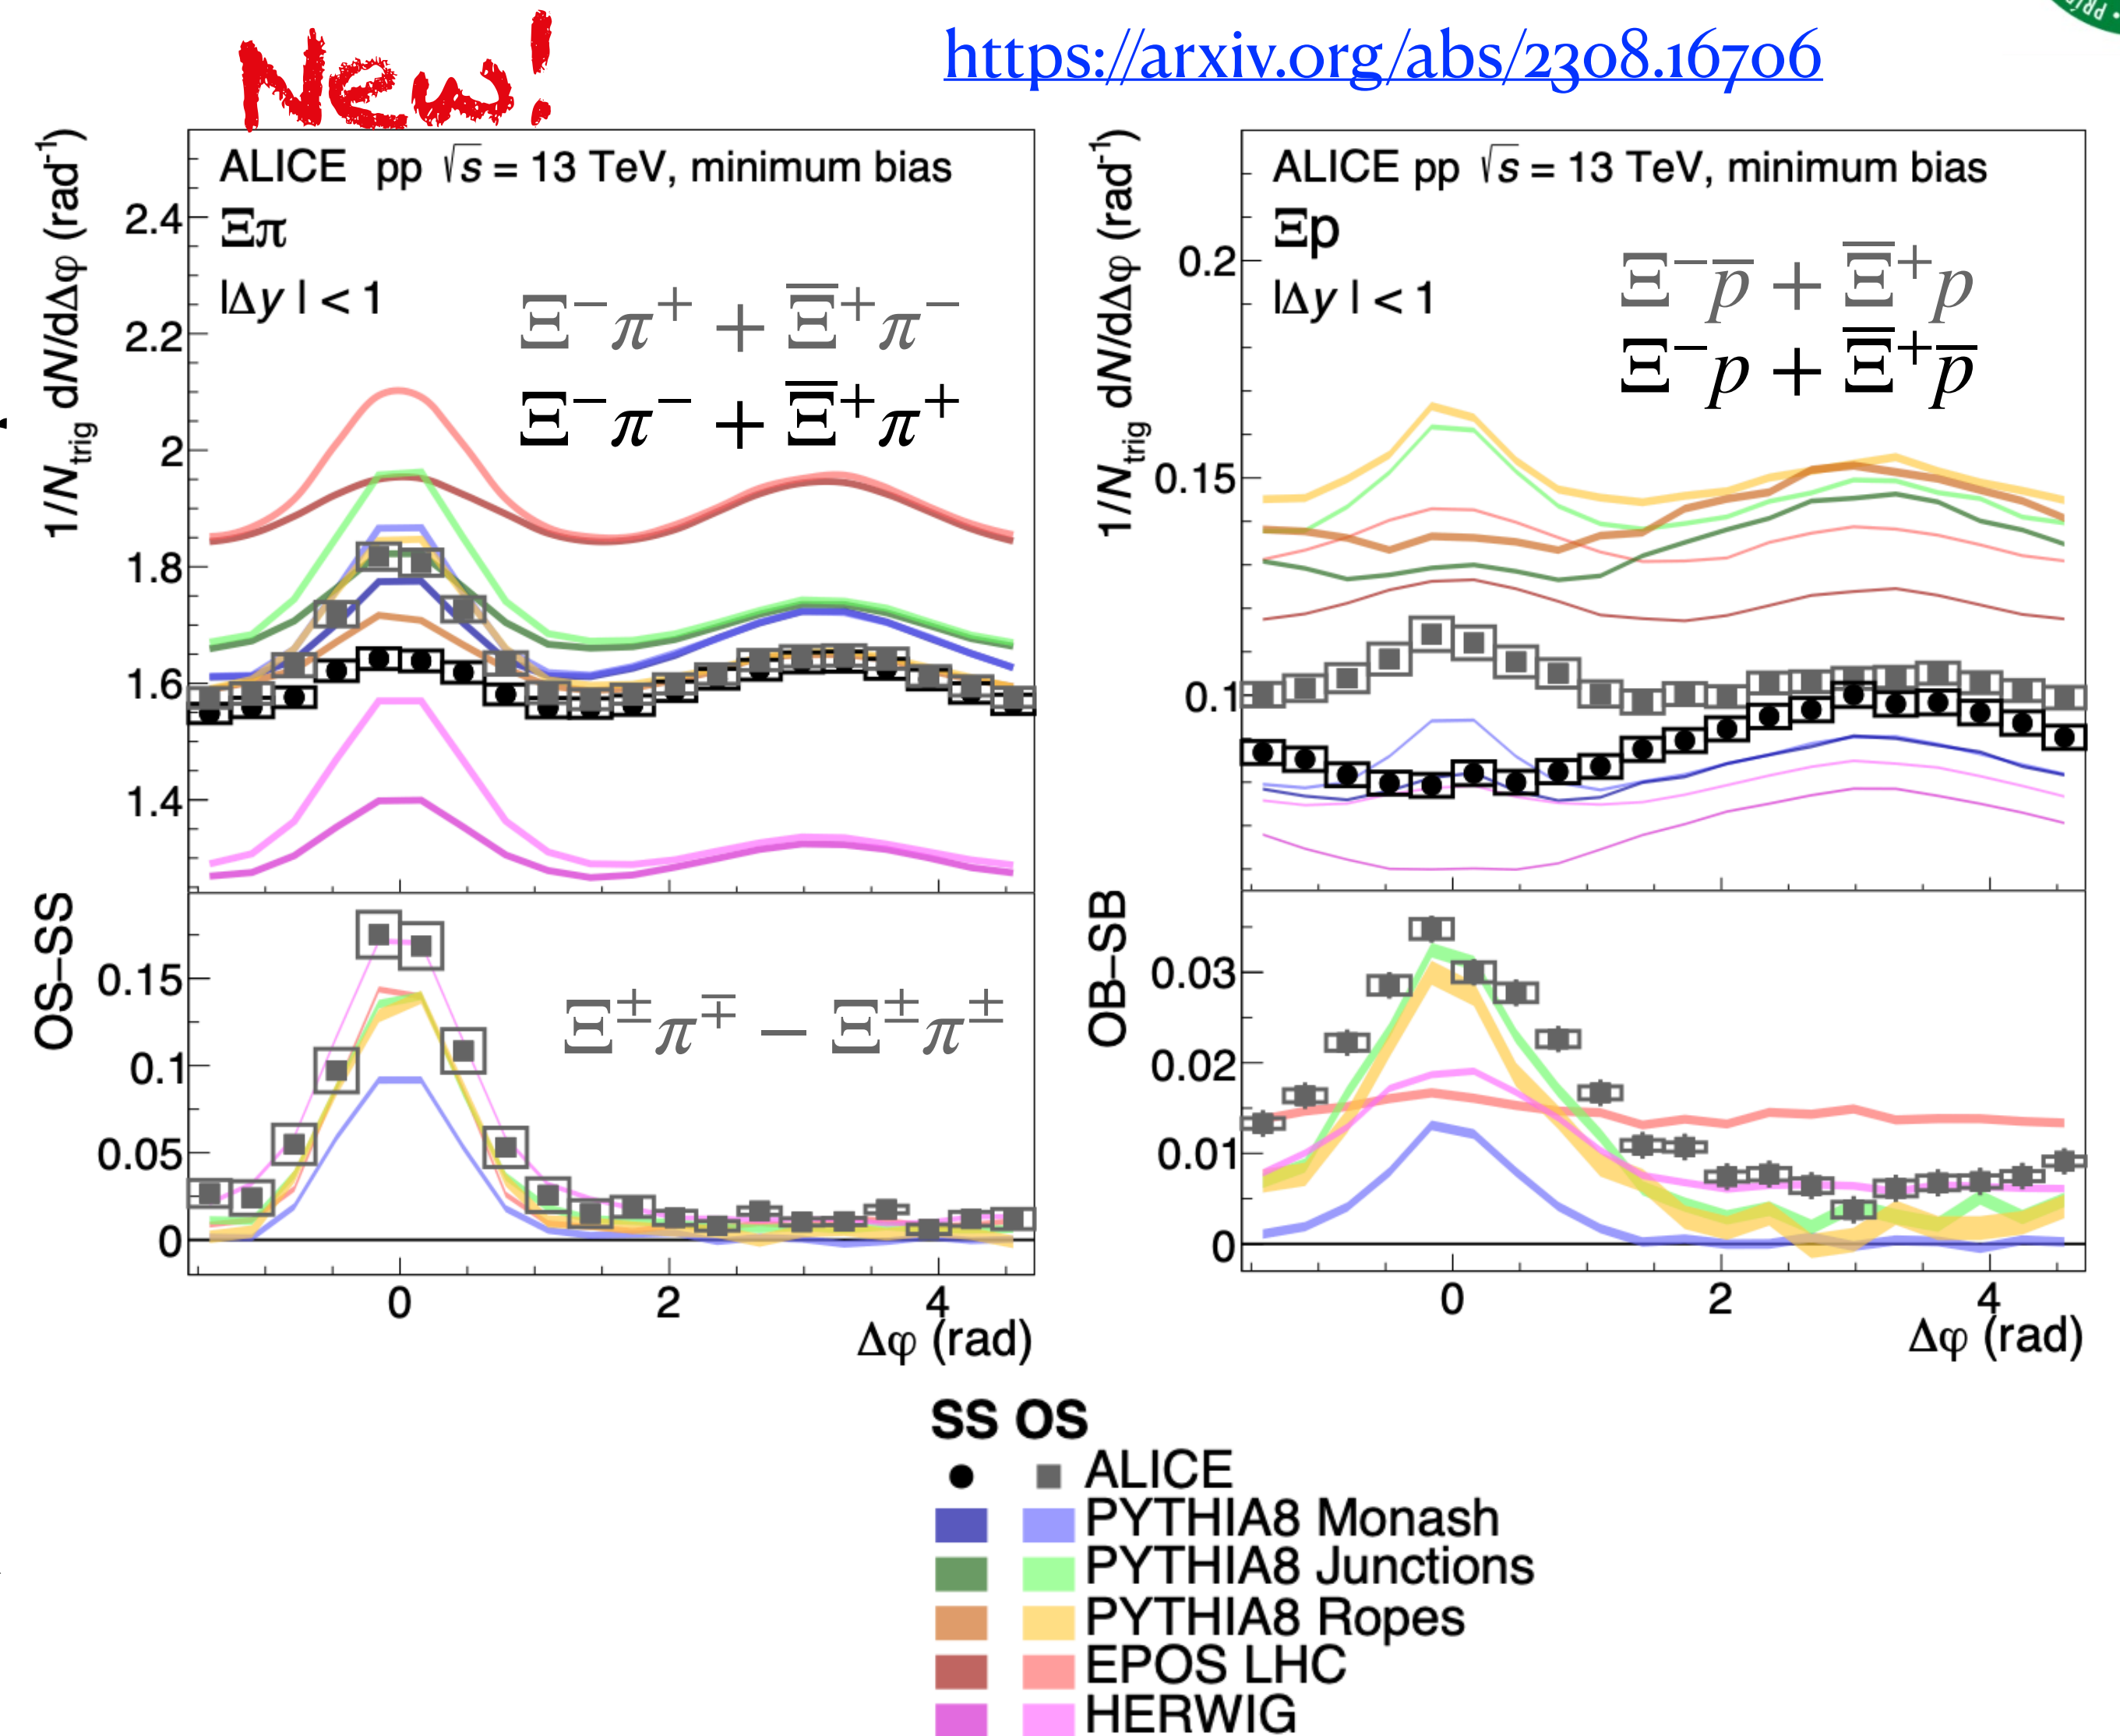 New!
https://arxiv.org/abs/2308.16706
ALICE pp √s = 13 TeV, minimum bias
Ξπ
|Δy| < 1
Ξ⁻π⁺ + Ξ̅⁺π⁻
Ξ⁻π⁻ + Ξ̅⁺π⁺
1/N_trig dN/dΔφ (rad⁻¹)
2.4
2.2
2
1.8
1.6
1.4
OS−SS
Ξ±π∓ − Ξ±π±
0.15
0.1
0.05
0
0 2 4
Δφ (rad)
ALICE pp √s = 13 TeV, minimum bias
Ξp
|Δy| < 1
Ξ⁻p̅ + Ξ̅⁺p
Ξ⁻p + Ξ̅⁺p̅
1/N_trig dN/dΔφ (rad⁻¹)
0.2
0.15
0.1
OB−SB
0.03
0.02
0.01
0
0 2 4
Δφ (rad)
SS OS
ALICE
PYTHIA8 Monash
PYTHIA8 Junctions
PYTHIA8 Ropes
EPOS LHC
HERWIG